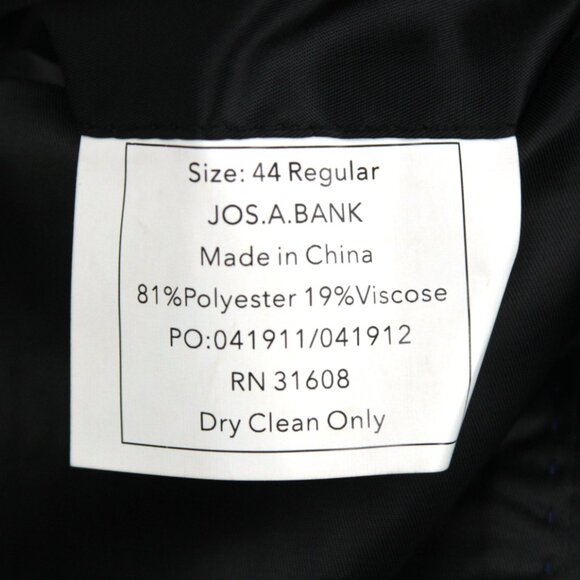 Size: 44 Regular
JOS.A.BANK
Made in China
81%Polyester 19%Viscose
PO:041911/041912
RN 31608
Dry Clean Only